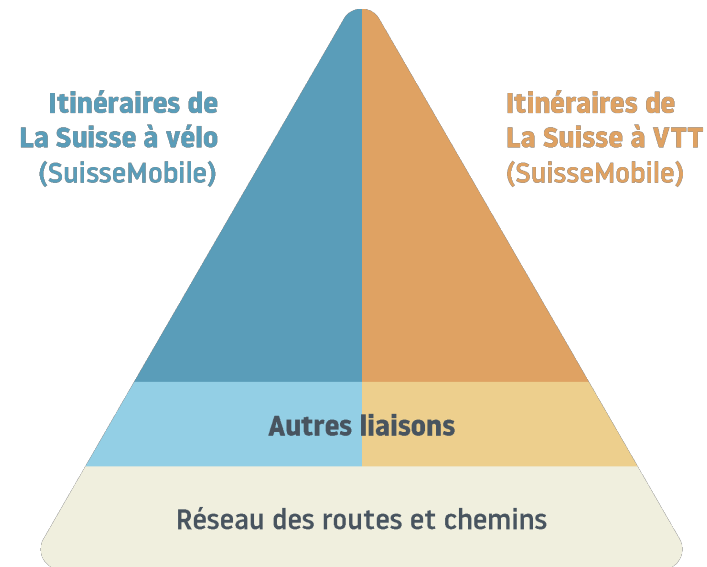 Itinéraires de
La Suisse à vélo
(SuisseMobile)
Itinéraires de
La Suisse à VTT
(SuisseMobile)
Autres liaisons
Réseau des routes et chemins